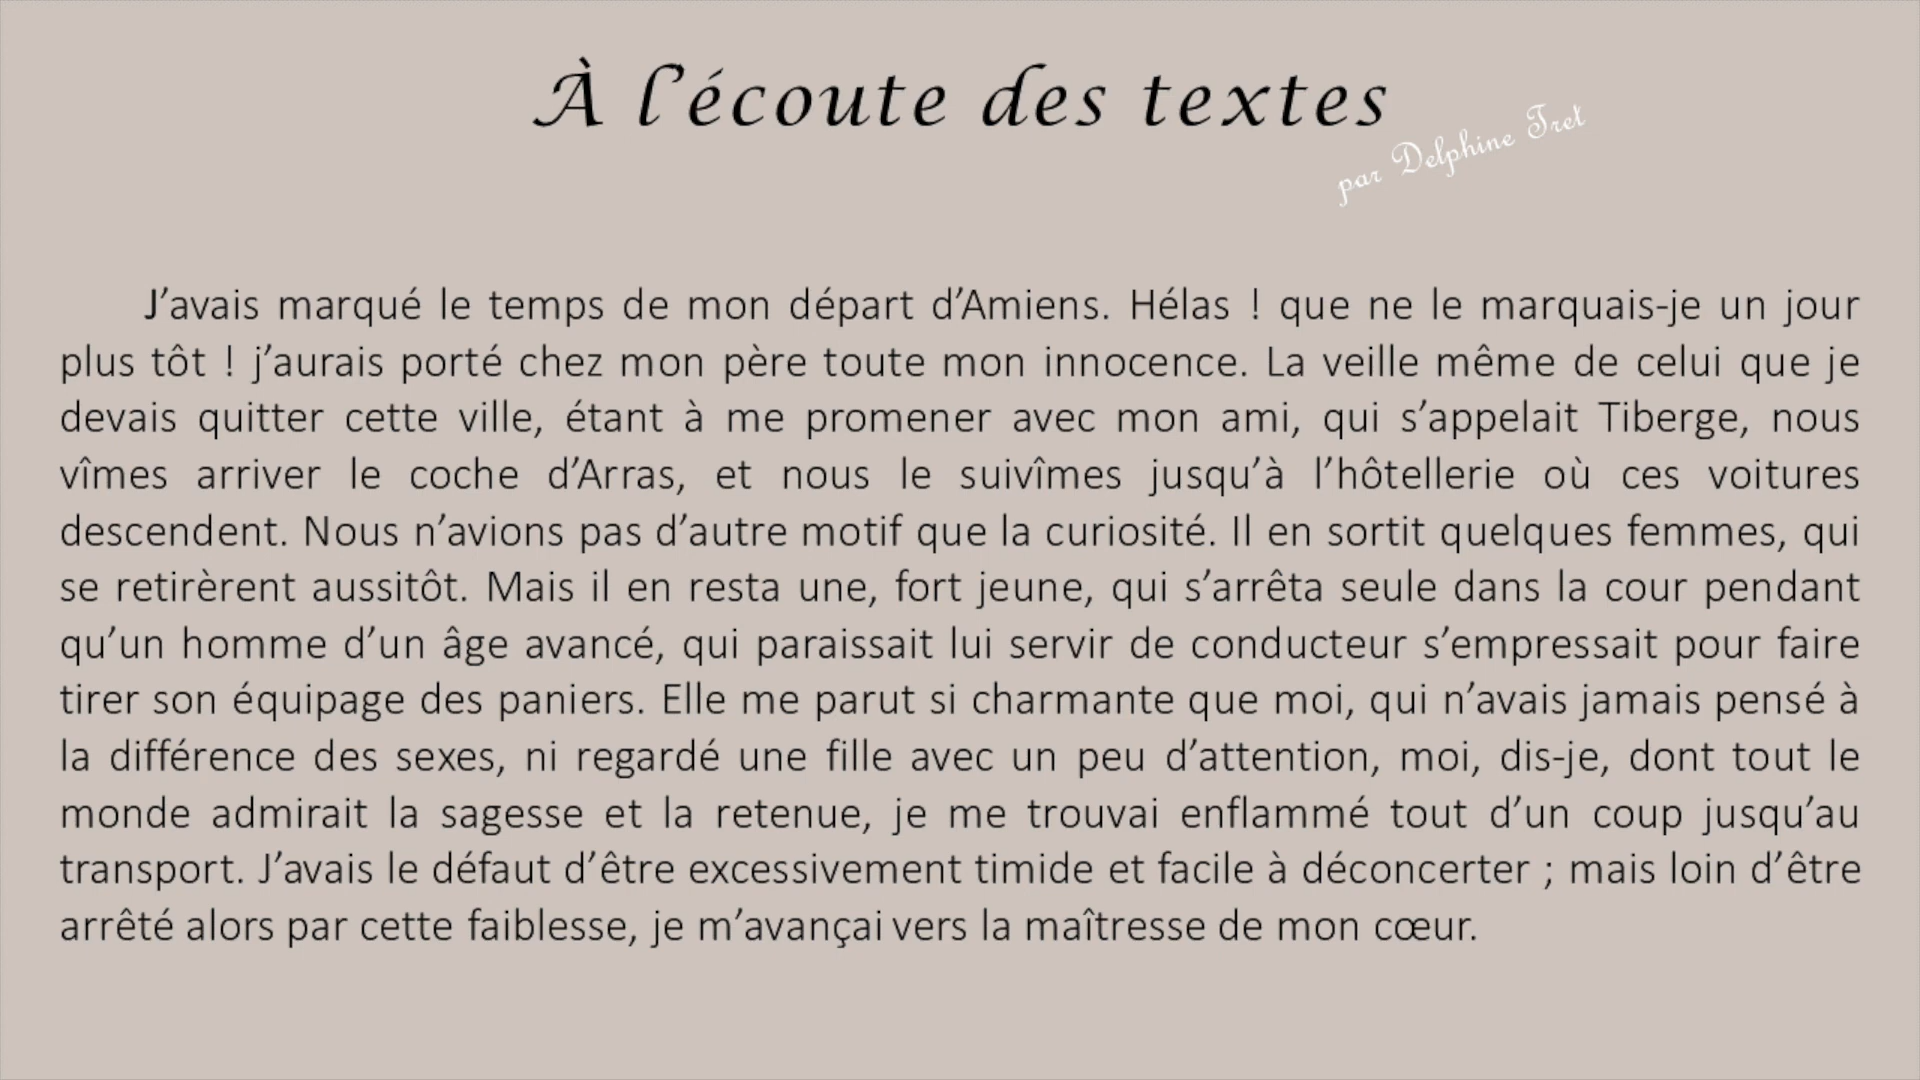 À l'écoute des textes
par Delphine Tret
J’avais marqué le temps de mon départ d’Amiens. Hélas ! que ne le marquais-je un jour
plus tôt ! j’aurais porté chez mon père toute mon innocence. La veille même de celui que je
devais quitter cette ville, étant à me promener avec mon ami, qui s’appelait Tiberge, nous
vîmes arriver le coche d’Arras, et nous le suivîmes jusqu’à l’hôtellerie où ces voitures
descendent. Nous n’avions pas d’autre motif que la curiosité. Il en sortit quelques femmes, qui
se retirèrent aussitôt. Mais il en resta une, fort jeune, qui s’arrêta seule dans la cour pendant
qu’un homme d’un âge avancé, qui paraissait lui servir de conducteur s’empressait pour faire
tirer son équipage des paniers. Elle me parut si charmante que moi, qui n’avais jamais pensé à
la différence des sexes, ni regardé une fille avec un peu d’attention, moi, dis-je, dont tout le
monde admirait la sagesse et la retenue, je me trouvai enflammé tout d’un coup jusqu’au
transport. J’avais le défaut d’être excessivement timide et facile à déconcerter ; mais loin d’être
arrêté alors par cette faiblesse, je m’avançai vers la maîtresse de mon cœur.